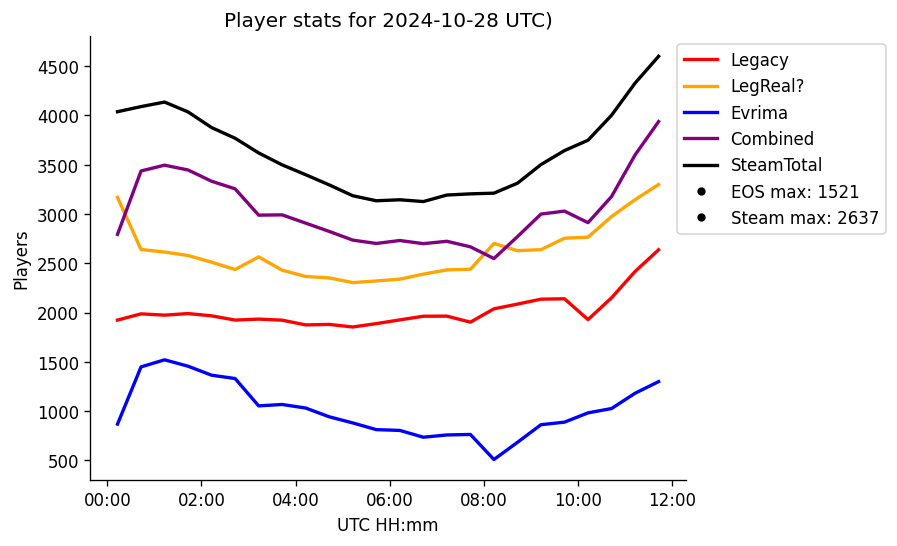 Player stats for 2024-10-28 UTC)
4500
4000
3500
3000
2500
2000
1500
1000
500
Players
00:00 02:00 04:00 06:00 08:00 10:00 12:00
UTC HH:mm
Legacy
LegReal?
Evrima
Combined
SteamTotal
EOS max: 1521
Steam max: 2637